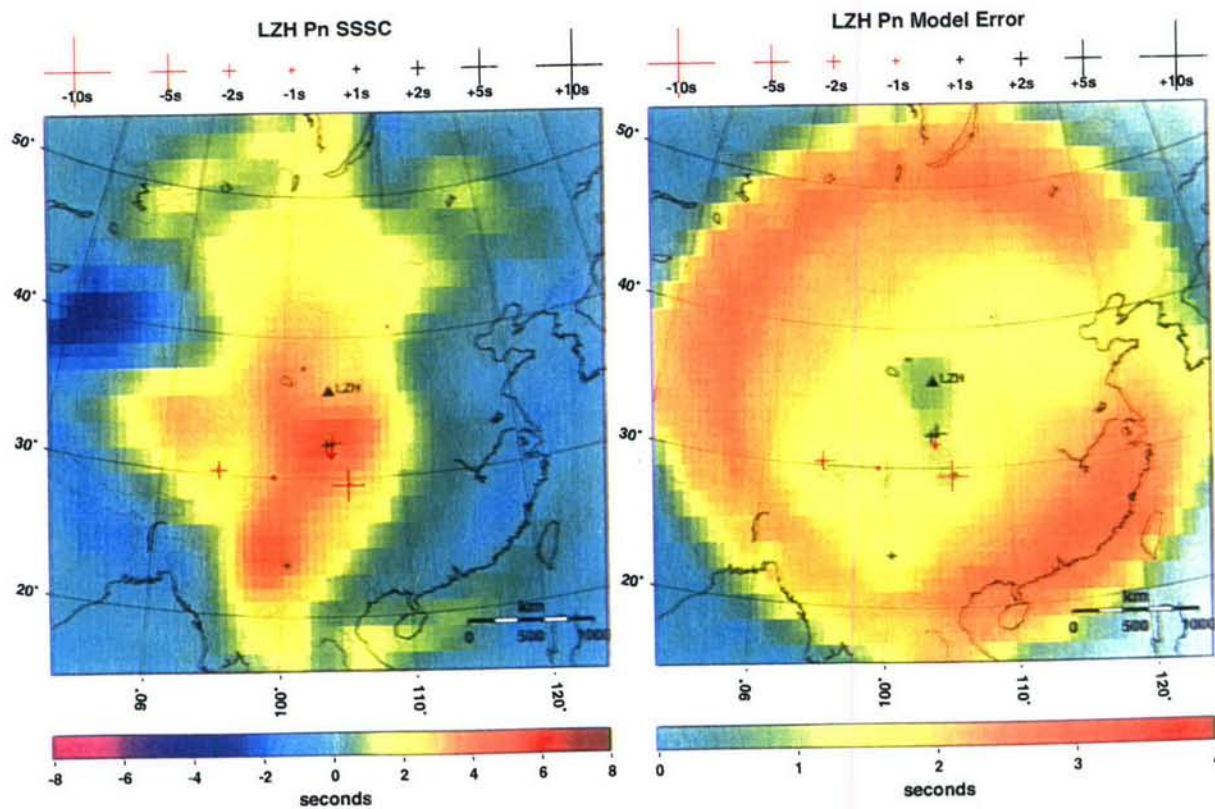 LZH Pn SSSC
-10s -5s -2s -1s +1s +2s +5s +10s
50°
40°
30°
20°
LZH
km
0 500 1000
90° 100° 110° 120°
-8 -6 -4 -2 0 2 4 6 8
seconds
LZH Pn Model Error
-10s -5s -2s -1s +1s +2s +5s +10s
50°
40°
30°
20°
LZH
km
0 500 1000
90° 100° 110° 120°
0 1 2 3
seconds